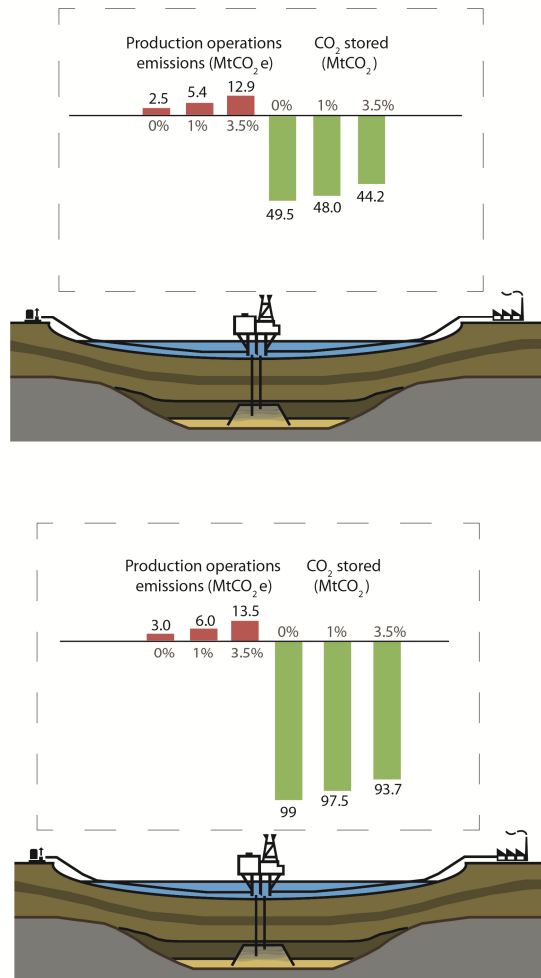 Production operations
emissions (MtCO2e)
CO2 stored
(MtCO2)
2.5 5.4 12.9
0% 1% 3.5%
0% 1% 3.5%
49.5 48.0 44.2
Production operations
emissions (MtCO2e)
CO2 stored
(MtCO2)
3.0 6.0 13.5
0% 1% 3.5%
0% 1% 3.5%
99 97.5 93.7